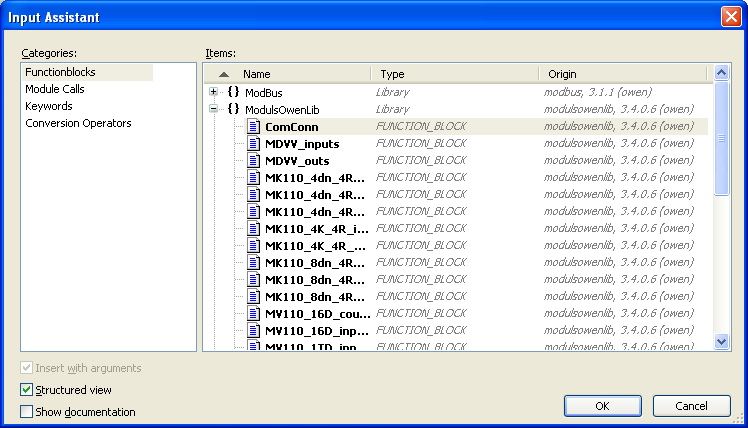 Input Assistant
Categories:
Items:
Functionblocks
Module Calls
Keywords
Conversion Operators
Name Type Origin
{} ModBus Library modbus, 3.1.1 (owen)
{} ModulsOwenLib Library modulsowenlib, 3.4.0.6 (owen)
ComConn FUNCTION_BLOCK modulsowenlib, 3.4.0.6 (owen)
MDVV_inputs FUNCTION_BLOCK modulsowenlib, 3.4.0.6 (owen)
MDVV_outs FUNCTION_BLOCK modulsowenlib, 3.4.0.6 (owen)
MK110_4dn_4R... FUNCTION_BLOCK modulsowenlib, 3.4.0.6 (owen)
MK110_4dn_4R... FUNCTION_BLOCK modulsowenlib, 3.4.0.6 (owen)
MK110_4dn_4R... FUNCTION_BLOCK modulsowenlib, 3.4.0.6 (owen)
MK110_4K_4R_i... FUNCTION_BLOCK modulsowenlib, 3.4.0.6 (owen)
MK110_4K_4R_... FUNCTION_BLOCK modulsowenlib, 3.4.0.6 (owen)
MK110_8dn_4R... FUNCTION_BLOCK modulsowenlib, 3.4.0.6 (owen)
MK110_8dn_4R... FUNCTION_BLOCK modulsowenlib, 3.4.0.6 (owen)
MK110_8dn_4R... FUNCTION_BLOCK modulsowenlib, 3.4.0.6 (owen)
MV110_16D_cou... FUNCTION_BLOCK modulsowenlib, 3.4.0.6 (owen)
MV110_16D_inp... FUNCTION_BLOCK modulsowenlib, 3.4.0.6 (owen)
MV110_1TD_inp... FUNCTION_BLOCK modulsowenlib, 3.4.0.6 (owen)
Insert with arguments
Structured view
Show documentation
OK
Cancel